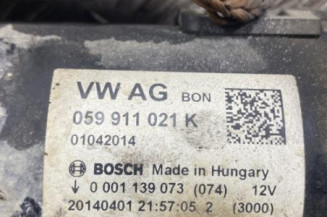 VW AG BON
059 911 021 K
01042014
BOSCH Made in Hungary
↓ 0 001 139 073 (074) 12V
20140401 21:57:05 2 (3000)